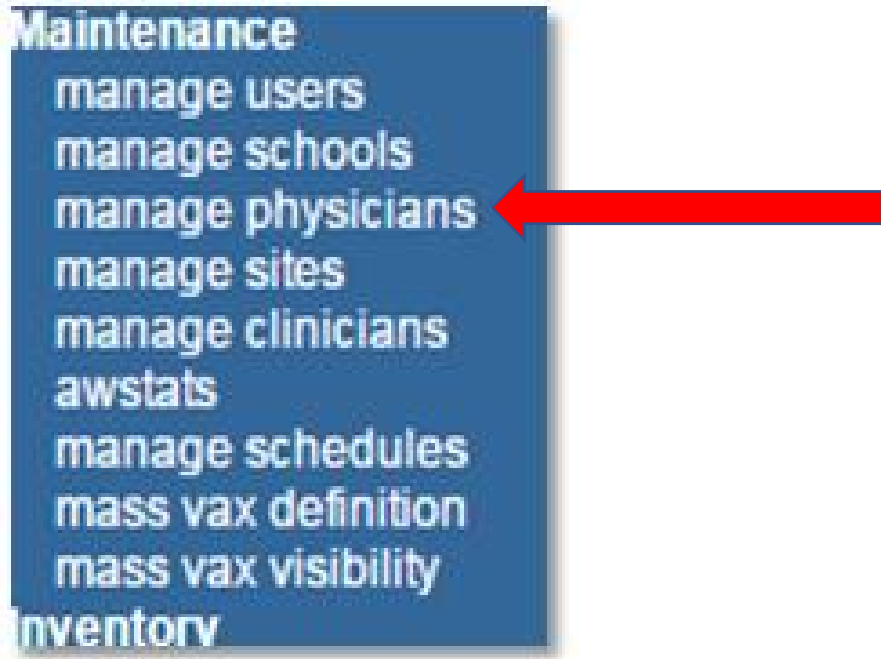 Maintenance
manage users
manage schools
manage physicians
manage sites
manage clinicians
awstats
manage schedules
mass vax definition
mass vax visibility
Inventory